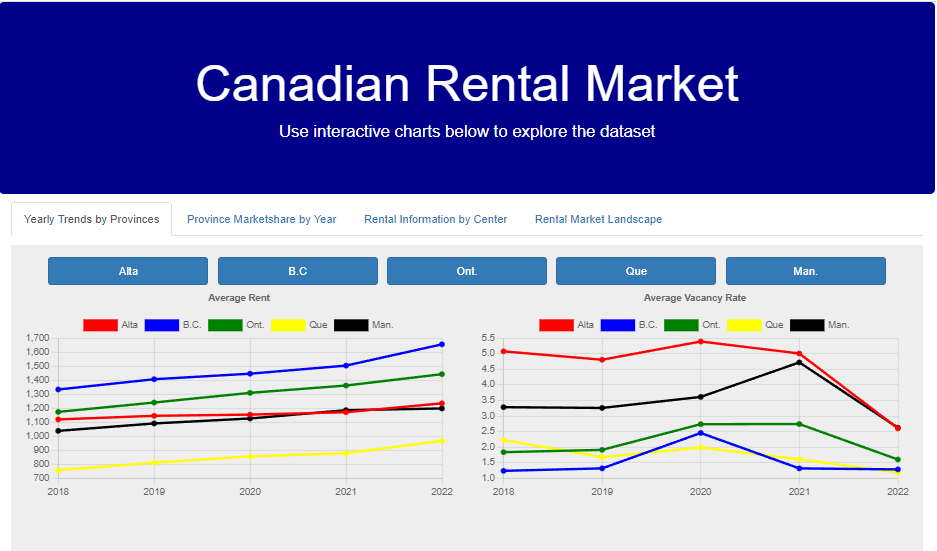 Canadian Rental Market
Use interactive charts below to explore the dataset
Yearly Trends by Provinces Province Marketshare by Year Rental Information by Center Rental Market Landscape
Alta B.C Ont. Que Man.
Average Rent
Alta B.C. Ont. Que Man.
1,700
1,600
1,500
1,400
1,300
1,200
1,100
1,000
900
800
700
2018 2019 2020 2021 2022
Average Vacancy Rate
Alta B.C. Ont. Que Man.
5.5
5.0
4.5
4.0
3.5
3.0
2.5
2.0
1.5
1.0
2018 2019 2020 2021 2022